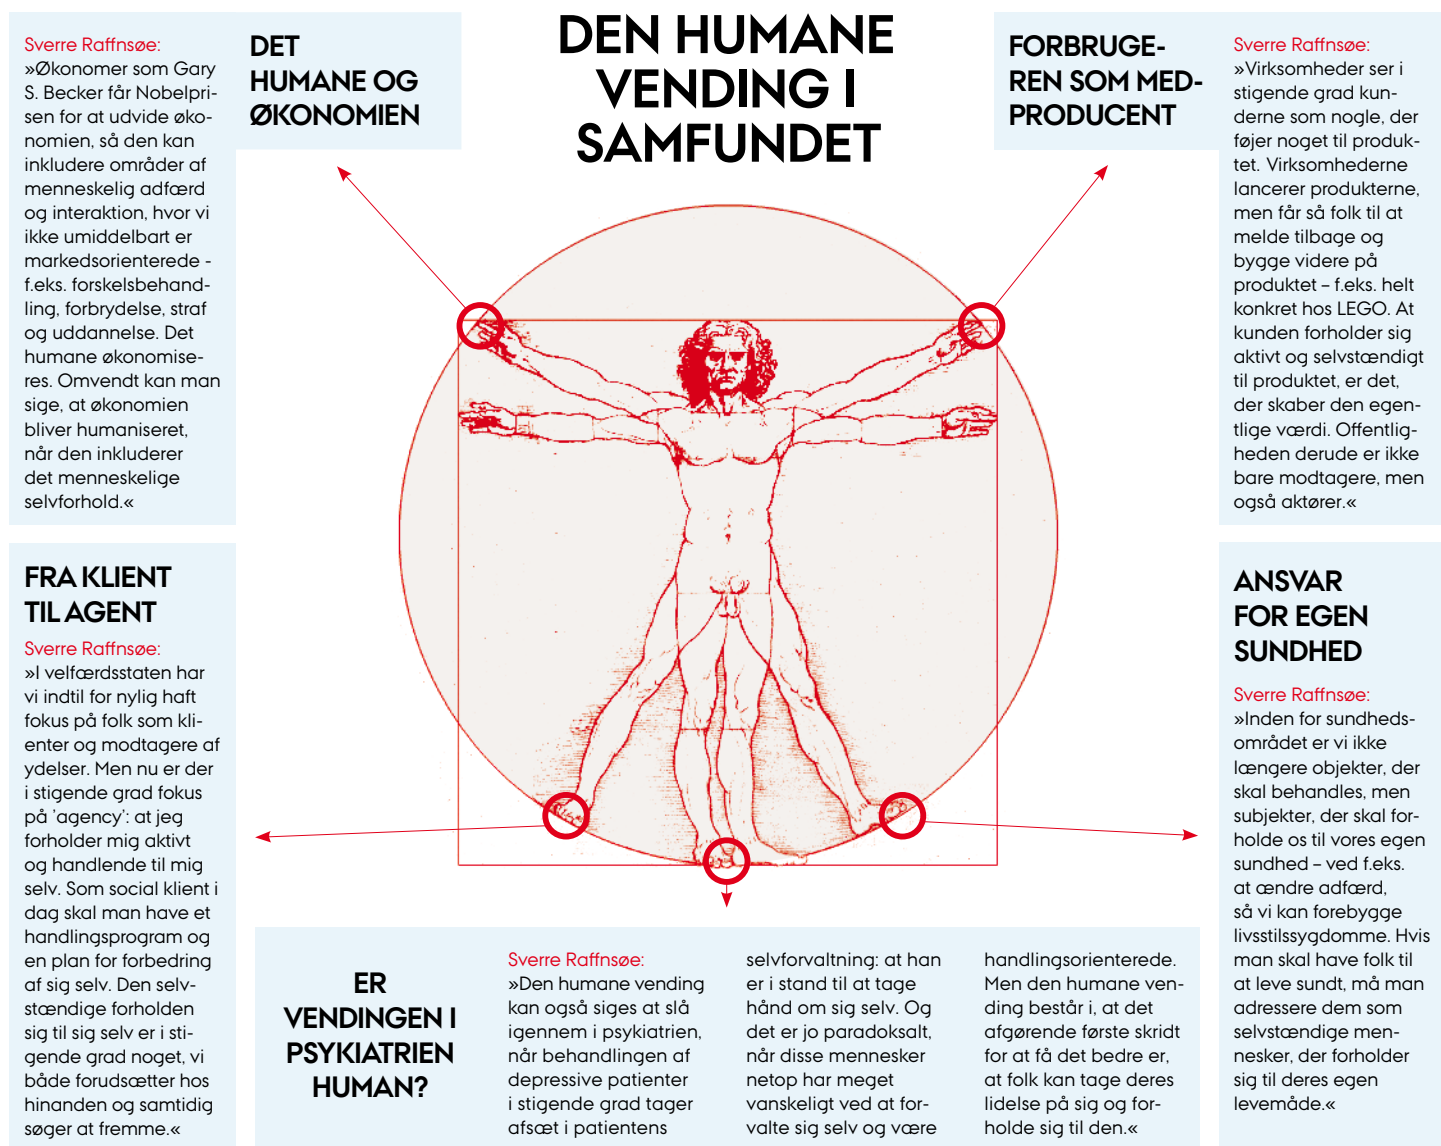 DEN HUMANE
VENDING I
SAMFUNDET
DET
HUMANE OG
ØKONOMIEN
Sverre Raffnsøe:
»Økonomer som Gary
S. Becker får Nobelpri-
sen for at udvide øko-
nomien, så den kan
inkludere områder af
menneskelig adfærd
og interaktion, hvor vi
ikke umiddelbart er
markedsorienterede -
f.eks. forskelsbehand-
ling, forbrydelse, straf
og uddannelse. Det
humane økonomise-
res. Omvendt kan man
sige, at økonomien
bliver humaniseret,
når den inkluderer
det menneskelige
selvforhold.«
FORBRUGE-
REN SOM MED-
PRODUCENT
Sverre Raffnsøe:
»Virksomheder ser i
stigende grad kun-
derne som nogle, der
føjer noget til produk-
tet. Virksomhederne
lancerer produkterne,
men får så folk til at
melde tilbage og
bygge videre på
produktet – f.eks. helt
konkret hos LEGO. At
kunden forholder sig
aktivt og selvstændigt
til produktet, er det,
der skaber den egen-
tlige værdi. Offentlig-
heden derude er ikke
bare modtagere, men
også aktører.«
FRA KLIENT
TIL AGENT
Sverre Raffnsøe:
»I velfærdsstaten har
vi indtil for nylig haft
fokus på folk som kli-
enter og modtagere af
ydelser. Men nu er der
i stigende grad fokus
på 'agency': at jeg
forholder mig aktivt
og handlende til mig
selv. Som social klient i
dag skal man have et
handlingsprogram og
en plan for forbedring
af sig selv. Den selv-
stændige forholden
sig til sig selv er i sti-
gende grad noget, vi
både forudsætter hos
hinanden og samtidig
søger at fremme.«
ER
VENDINGEN I
PSYKIATRIEN
HUMAN?
Sverre Raffnsøe:
»Den humane vending
kan også siges at slå
igennem i psykiatrien,
når behandlingen af
depressive patienter
i stigende grad tager
afsæt i patientens
selvforvaltning: at han
er i stand til at tage
hånd om sig selv. Og
det er jo paradoksalt,
når disse mennesker
netop har meget
vanskeligt ved at for-
valte sig selv og være
handlingsorienterede.
Men den humane ven-
ding består i, at det
afgørende første skridt
for at få det bedre er,
at folk kan tage deres
lidelse på sig og for-
holde sig til den.«
ANSVAR
FOR EGEN
SUNDHED
Sverre Raffnsøe:
»Inden for sundheds-
området er vi ikke
længere objekter, der
skal behandles, men
subjekter, der skal for-
holde os til vores egen
sundhed – ved f.eks.
at ændre adfærd,
så vi kan forebygge
livsstilssygdomme. Hvis
man skal have folk til
at leve sundt, må man
adressere dem som
selvstændige men-
nesker, der forholder
sig til deres egen
levemåde.«